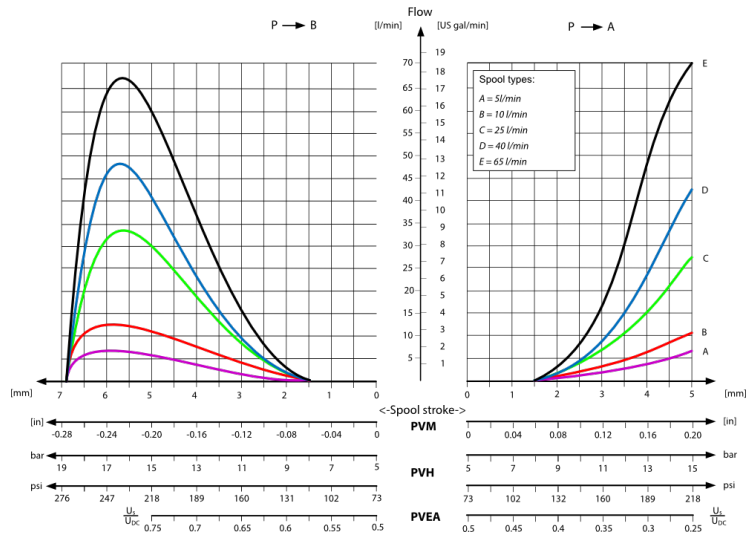 Flow
P → B
[l/min]
[US gal/min]
P → A
70
65
60
55
50
45
40
35
30
25
20
15
10
5
19
18
17
16
15
14
13
12
11
10
9
8
7
6
5
4
3
2
1
Spool types:
A = 5l/min
B = 10 l/min
C = 25 l/min
D = 40 l/min
E = 65 l/min
E
D
C
B
A
[mm] 7 6 5 4 3 2 1 0
0 1 2 3 4 5 [mm]
<-Spool stroke->
[in] -0.28 -0.24 -0.20 -0.16 -0.12 -0.08 -0.04 0
PVM
0 0.04 0.08 0.12 0.16 0.20 [in]
bar 19 17 15 13 11 9 7 5
PVH
5 7 9 11 13 15 bar
psi 276 247 218 189 160 131 102 73
73 102 132 160 189 218 psi
US/UDC 0.75 0.7 0.65 0.6 0.55 0.5
PVEA
0.5 0.45 0.4 0.35 0.3 0.25 US/UDC